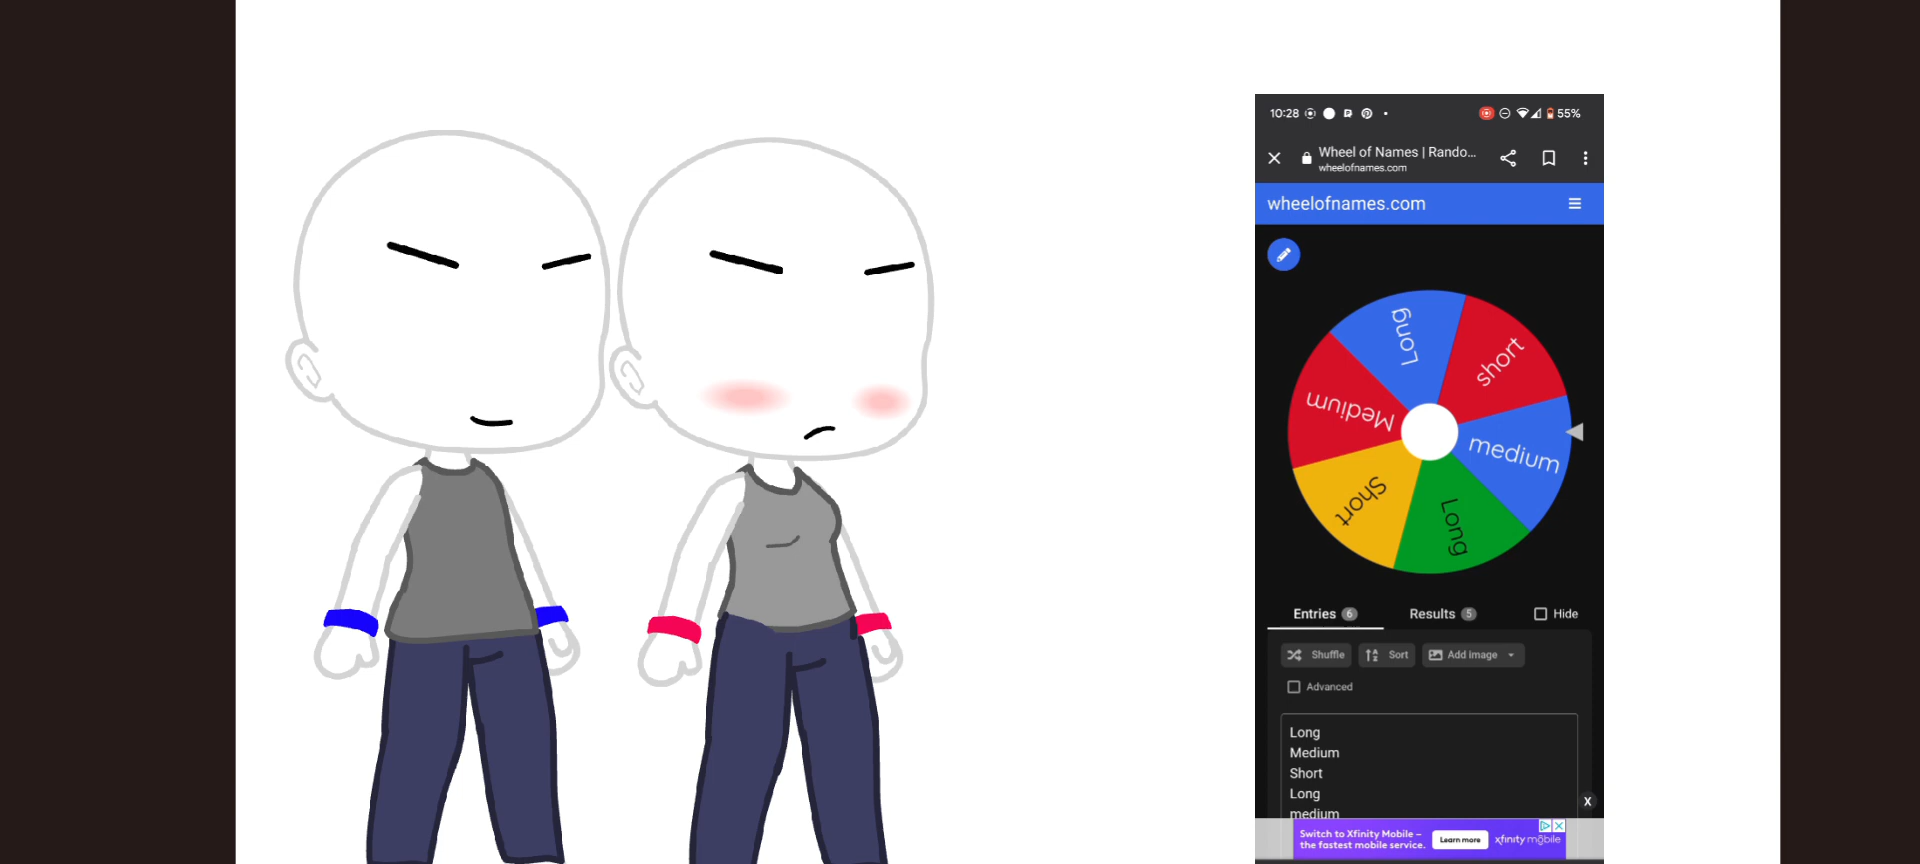 10:28
55%
Wheel of Names | Rando...
wheelofnames.com
wheelofnames.com
Long
short
Medium
medium
Short
Long
Entries 6
Results 5
Hide
Shuffle
Sort
Add image
Advanced
Long
Medium
Short
Long
medium
X
Switch to Xfinity Mobile –
the fastest mobile service.
Learn more
xfinity mobile